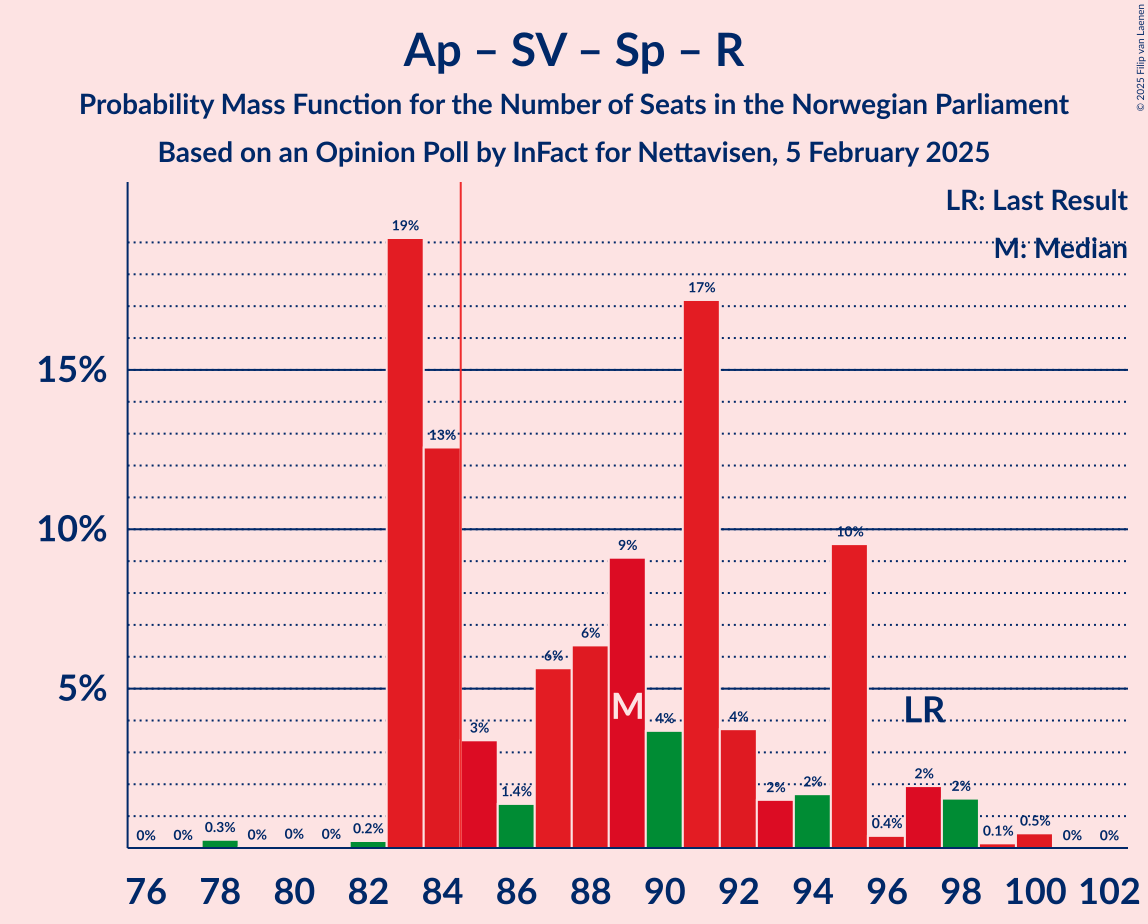 Ap – SV – Sp – R
Probability Mass Function for the Number of Seats in the Norwegian Parliament
Based on an Opinion Poll by InFact for Nettavisen, 5 February 2025
© 2025 Filip van Laenen
LR: Last Result
M: Median
15%
10%
5%
0% 0% 0.3% 0% 0% 0% 0.2% 19% 13% 3% 1.4% 6% 6% 9% 4% 17% 4% 2% 2% 10% 0.4% 2% 2% 0.1% 0.5% 0% 0%
M
LR
76 78 80 82 84 86 88 90 92 94 96 98 100 102